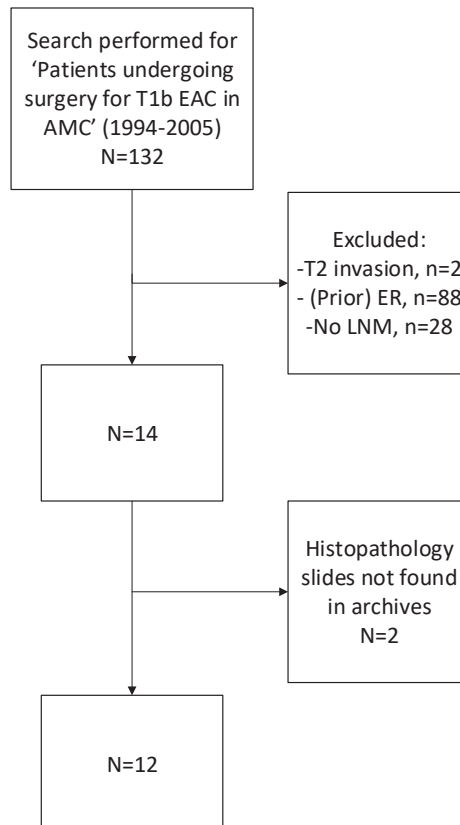 Search performed for
‘Patients undergoing
surgery for T1b EAC in
AMC’ (1994-2005)
N=132
Excluded:
-T2 invasion, n=2
- (Prior) ER, n=88
-No LNM, n=28
N=14
Histopathology
slides not found
in archives
N=2
N=12